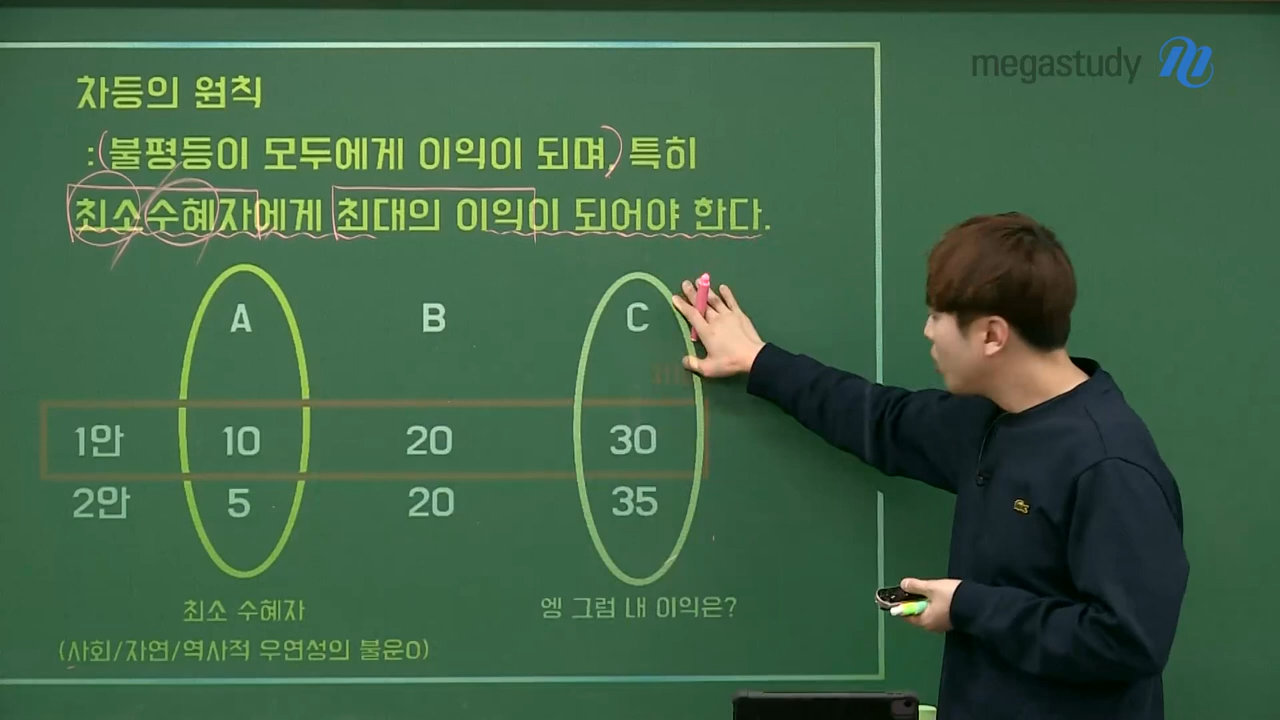 megastudy
차등의 원칙
: 불평등이 모두에게 이익이 되며, 특히
최소수혜자에게 최대의 이익이 되어야 한다.
A B C
1안 10 20 30
2안 5 20 35
최소 수혜자
엥 그럼 내 이익은?
(사회/자연/역사적 우연성의 불운O)